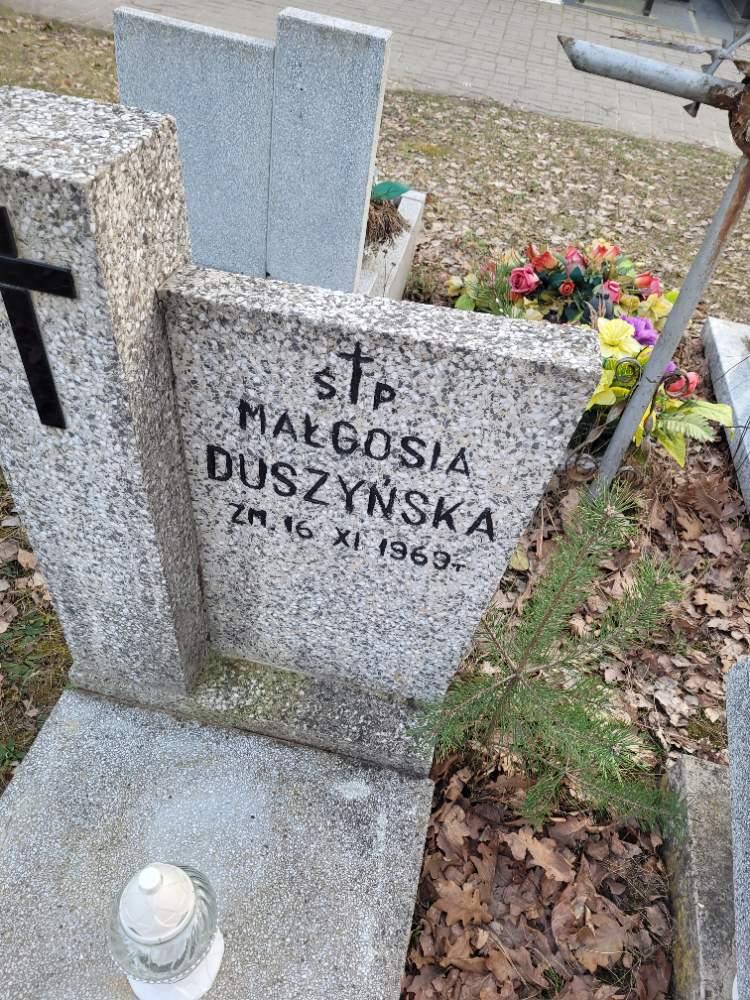 Ś P
MAŁGOSIA
DUSZYŃSKA
ZM. 16 XI 1969 r.